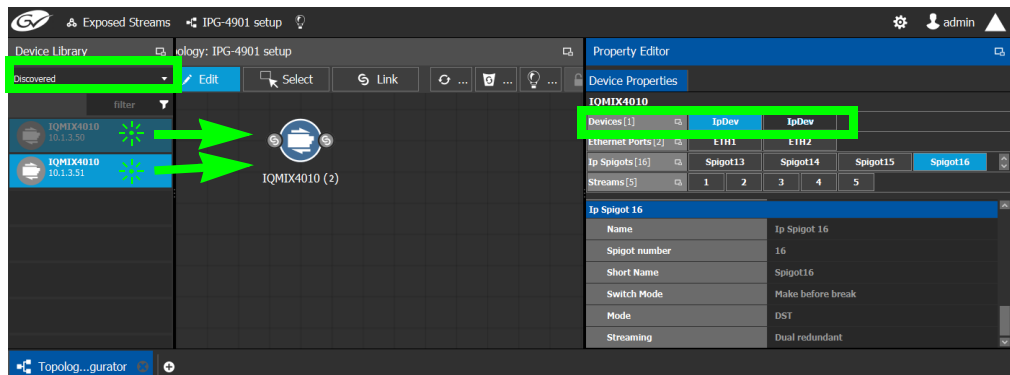 GV Exposed Streams IPG-4901 setup admin
Device Library
ology: IPG-4901 setup
Property Editor
Discovered
Edit Select Link ... ... ...
Device Properties
filter
IQMIX4010
Devices [1] IpDev IpDev
IQMIX4010
10.1.3.50
Ethernet Ports [2] ETH1 ETH2
IQMIX4010
10.1.3.51
Ip Spigots [16] Spigot13 Spigot14 Spigot15 Spigot16
IQMIX4010 (2)
Streams [5] 1 2 3 4 5
Ip Spigot 16
Name Ip Spigot 16
Spigot number 16
Short Name Spigot16
Switch Mode Make before break
Mode DST
Streaming Dual redundant
Topolog...gurator